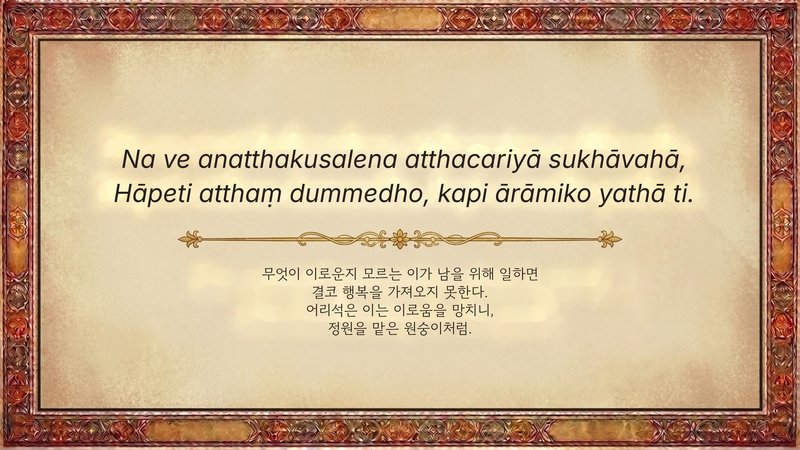 Na ve anatthakusalena atthacariyā sukhāvahā,
Hāpeti atthaṃ dummedho, kapi ārāmiko yathā ti.
무엇이 이로운지 모르는 이가 남을 위해 일하면
결코 행복을 가져오지 못한다.
어리석은 이는 이로움을 망치니,
정원을 맡은 원숭이처럼.